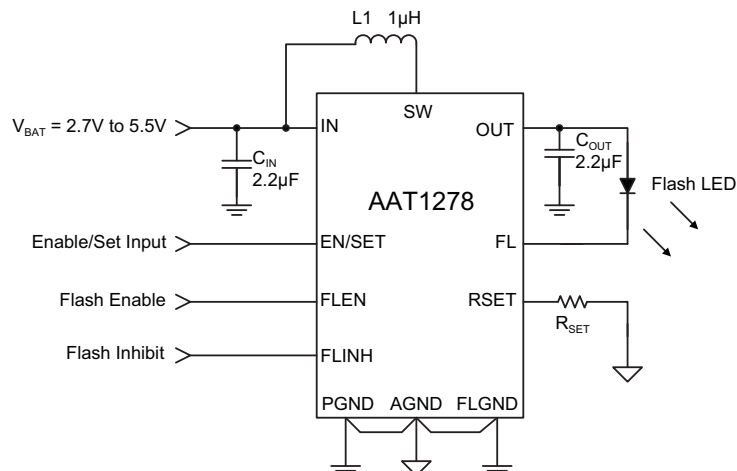 L1 1µH
SW
V_BAT = 2.7V to 5.5V
IN
OUT
C_IN
2.2µF
C_OUT
2.2µF
Flash LED
AAT1278
Enable/Set Input
EN/SET
FL
Flash Enable
FLEN
RSET
R_SET
Flash Inhibit
FLINH
PGND AGND FLGND